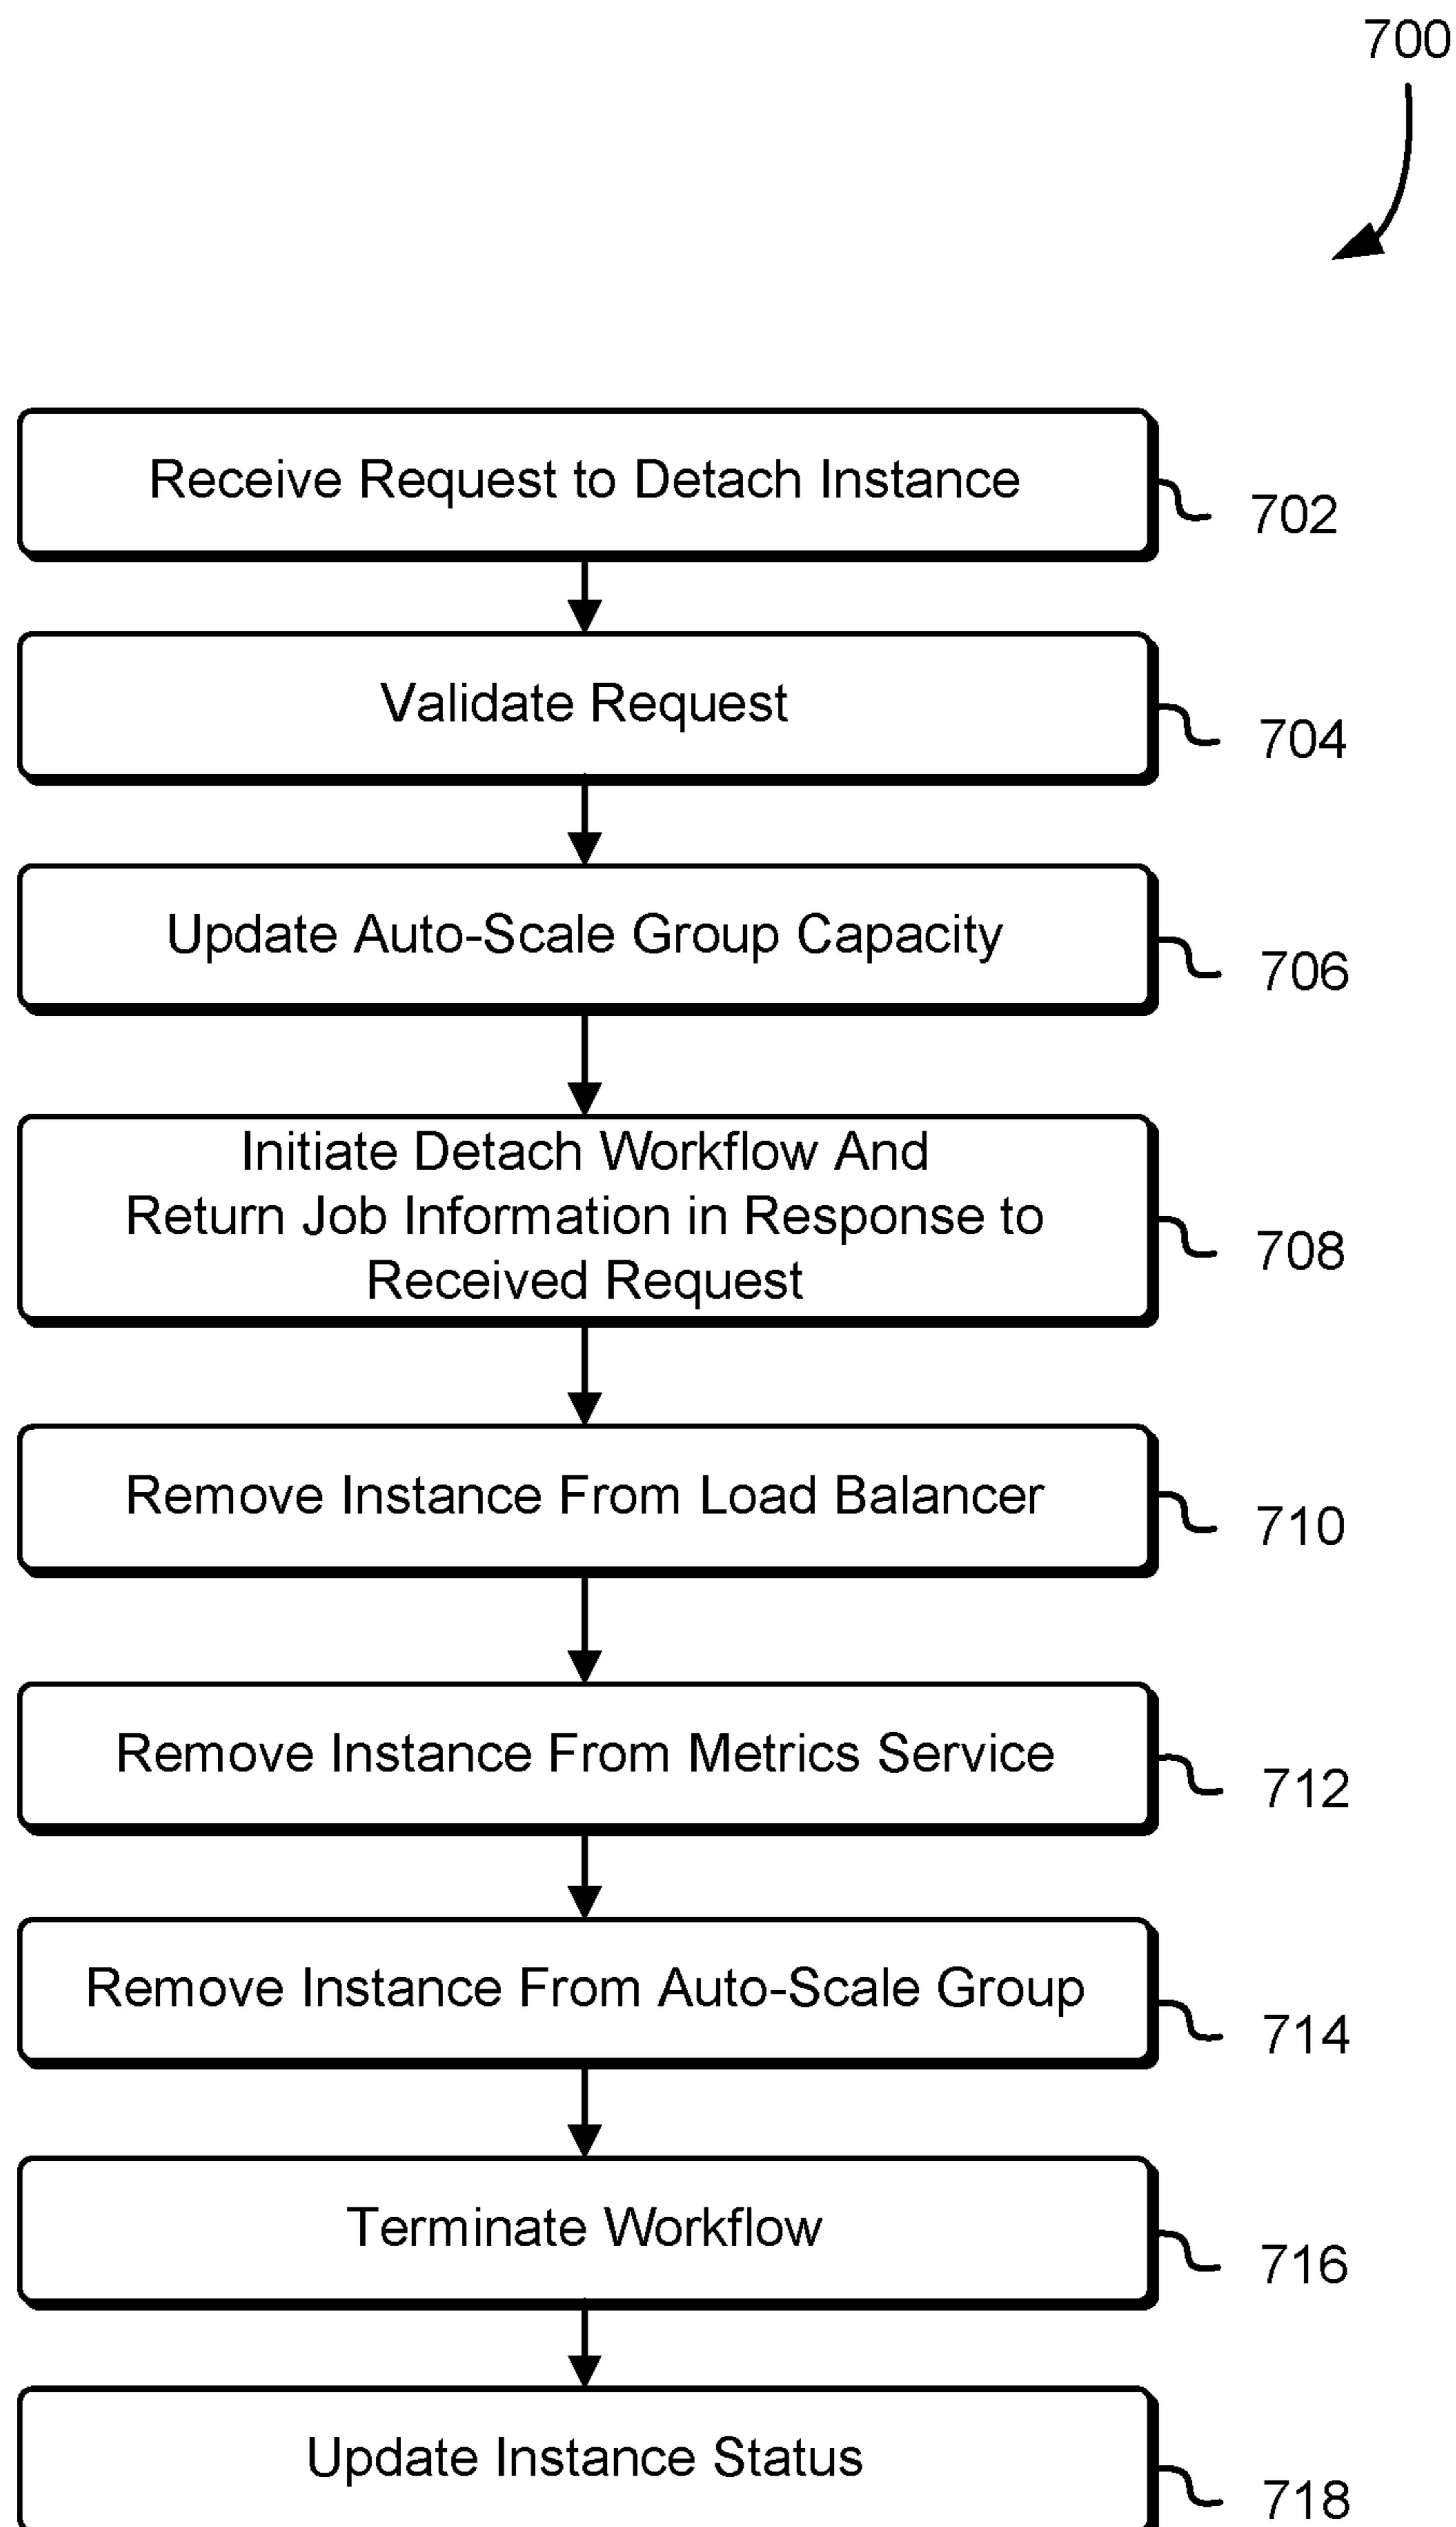 700
Receive Request to Detach Instance
702
Validate Request
704
Update Auto-Scale Group Capacity
706
Initiate Detach Workflow And
Return Job Information in Response to
Received Request
708
Remove Instance From Load Balancer
710
Remove Instance From Metrics Service
712
Remove Instance From Auto-Scale Group
714
Terminate Workflow
716
Update Instance Status
718